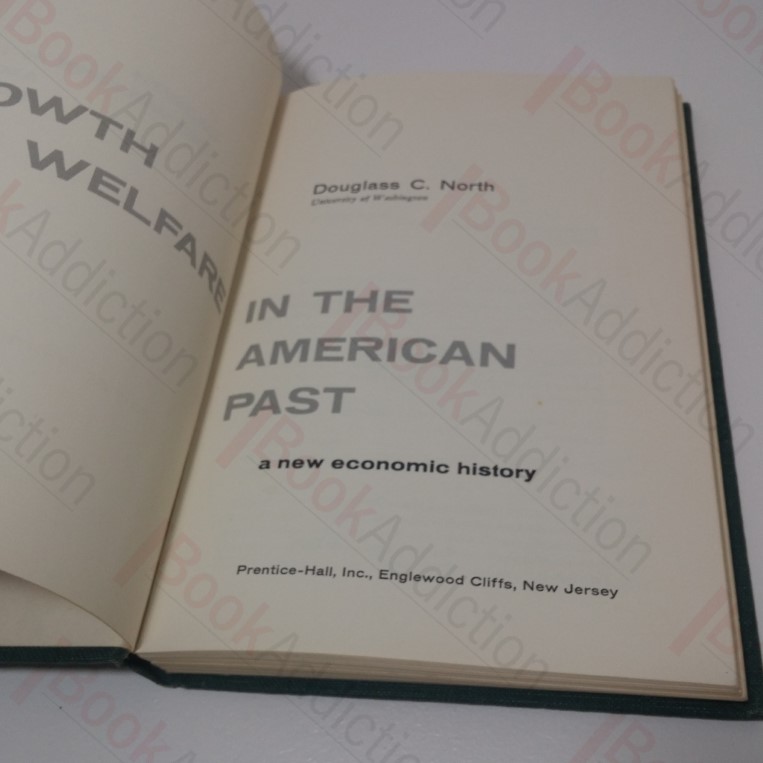 OWTH
WELFARE
Douglass C. North
University of Washington
IN THE
AMERICAN
PAST
a new economic history
Prentice-Hall, Inc., Englewood Cliffs, New Jersey
BookAddiction